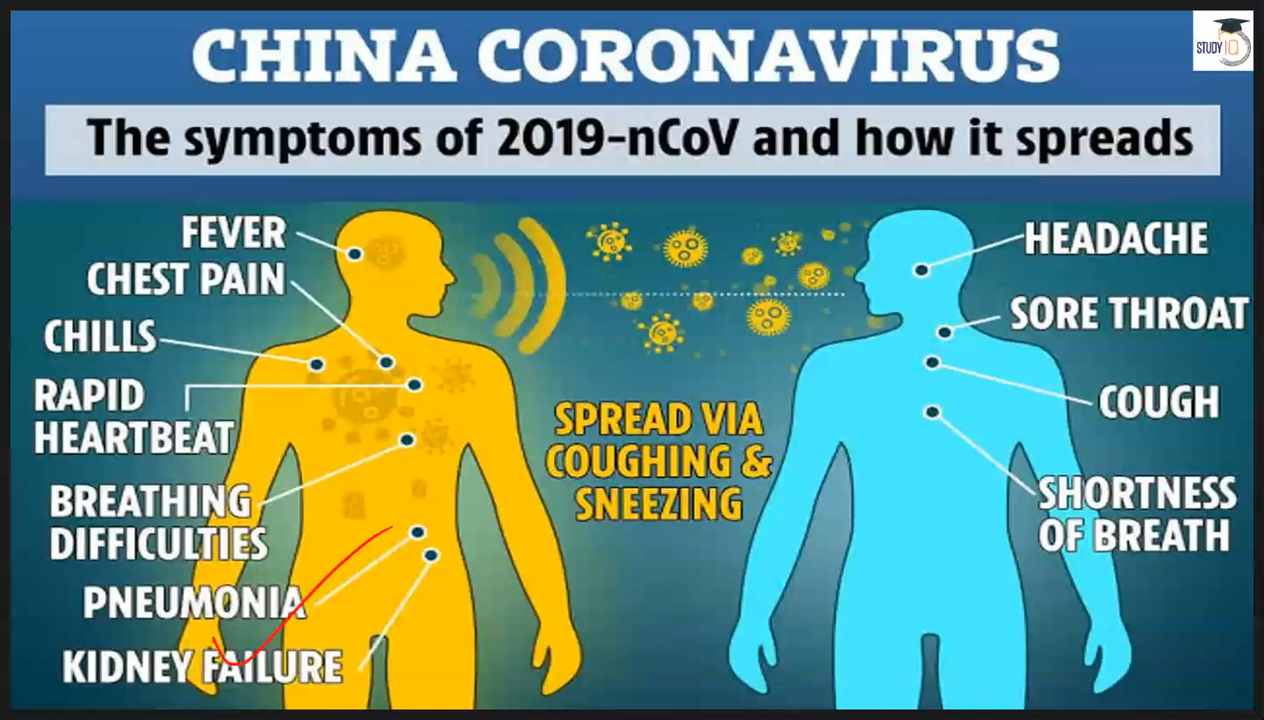 CHINA CORONAVIRUS
STUDY IQ
The symptoms of 2019-nCoV and how it spreads
FEVER
CHEST PAIN
CHILLS
RAPID
HEARTBEAT
BREATHING
DIFFICULTIES
PNEUMONIA
KIDNEY FAILURE
SPREAD VIA
COUGHING &
SNEEZING
HEADACHE
SORE THROAT
COUGH
SHORTNESS
OF BREATH